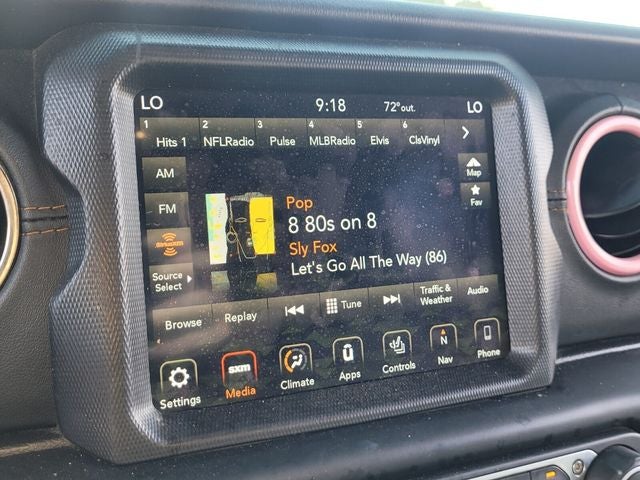 LO 9:18 72° out. LO
1 2 3 4 5 6
Hits 1 NFLRadio Pulse MLBRadio Elvis ClsVinyl
AM
FM
SiriusXM
Source
Select
Map
Fav
Pop
8 80s on 8
Sly Fox
Let's Go All The Way (86)
Browse Replay Tune Traffic & Weather Audio
Settings
sxm
Media
Climate
Apps
Controls
N
Nav
Phone